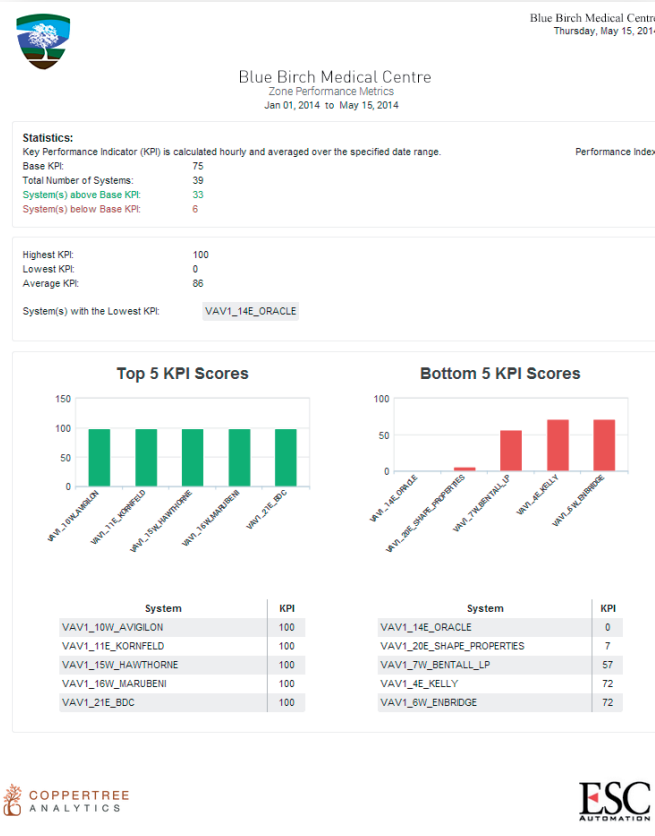 Blue Birch Medical Centre
Thursday, May 15, 2014
Blue Birch Medical Centre
Zone Performance Metrics
Jan 01, 2014 to May 15, 2014
Statistics:
Key Performance Indicator (KPI) is calculated hourly and averaged over the specified date range. Performance Index
Base KPI: 75
Total Number of Systems: 39
System(s) above Base KPI: 33
System(s) below Base KPI: 6
Highest KPI: 100
Lowest KPI: 0
Average KPI: 86
System(s) with the Lowest KPI: VAV1_14E_ORACLE
Top 5 KPI Scores
150
100
50
0
VAV1_10W_AVIGILON
VAV1_11E_KORNFELD
VAV1_15W_HAWTHORNE
VAV1_16W_MARUBENI
VAV1_21E_BDC
Bottom 5 KPI Scores
100
50
0
VAV1_14E_ORACLE
VAV1_20E_SHAPE_PROPERTIES
VAV1_7W_BENTALL_LP
VAV1_4E_KELLY
VAV1_6W_ENBRIDGE
System KPI
VAV1_10W_AVIGILON 100
VAV1_11E_KORNFELD 100
VAV1_15W_HAWTHORNE 100
VAV1_16W_MARUBENI 100
VAV1_21E_BDC 100
System KPI
VAV1_14E_ORACLE 0
VAV1_20E_SHAPE_PROPERTIES 7
VAV1_7W_BENTALL_LP 57
VAV1_4E_KELLY 72
VAV1_6W_ENBRIDGE 72
COPPERTREE
ANALYTICS
ESC
AUTOMATION